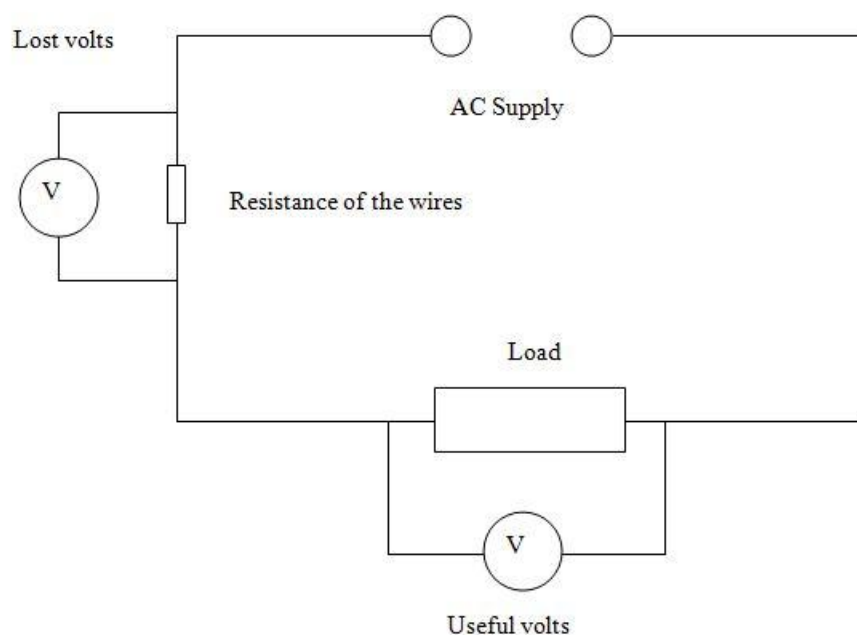 Lost volts
AC Supply
V
Resistance of the wires
Load
V
Useful volts